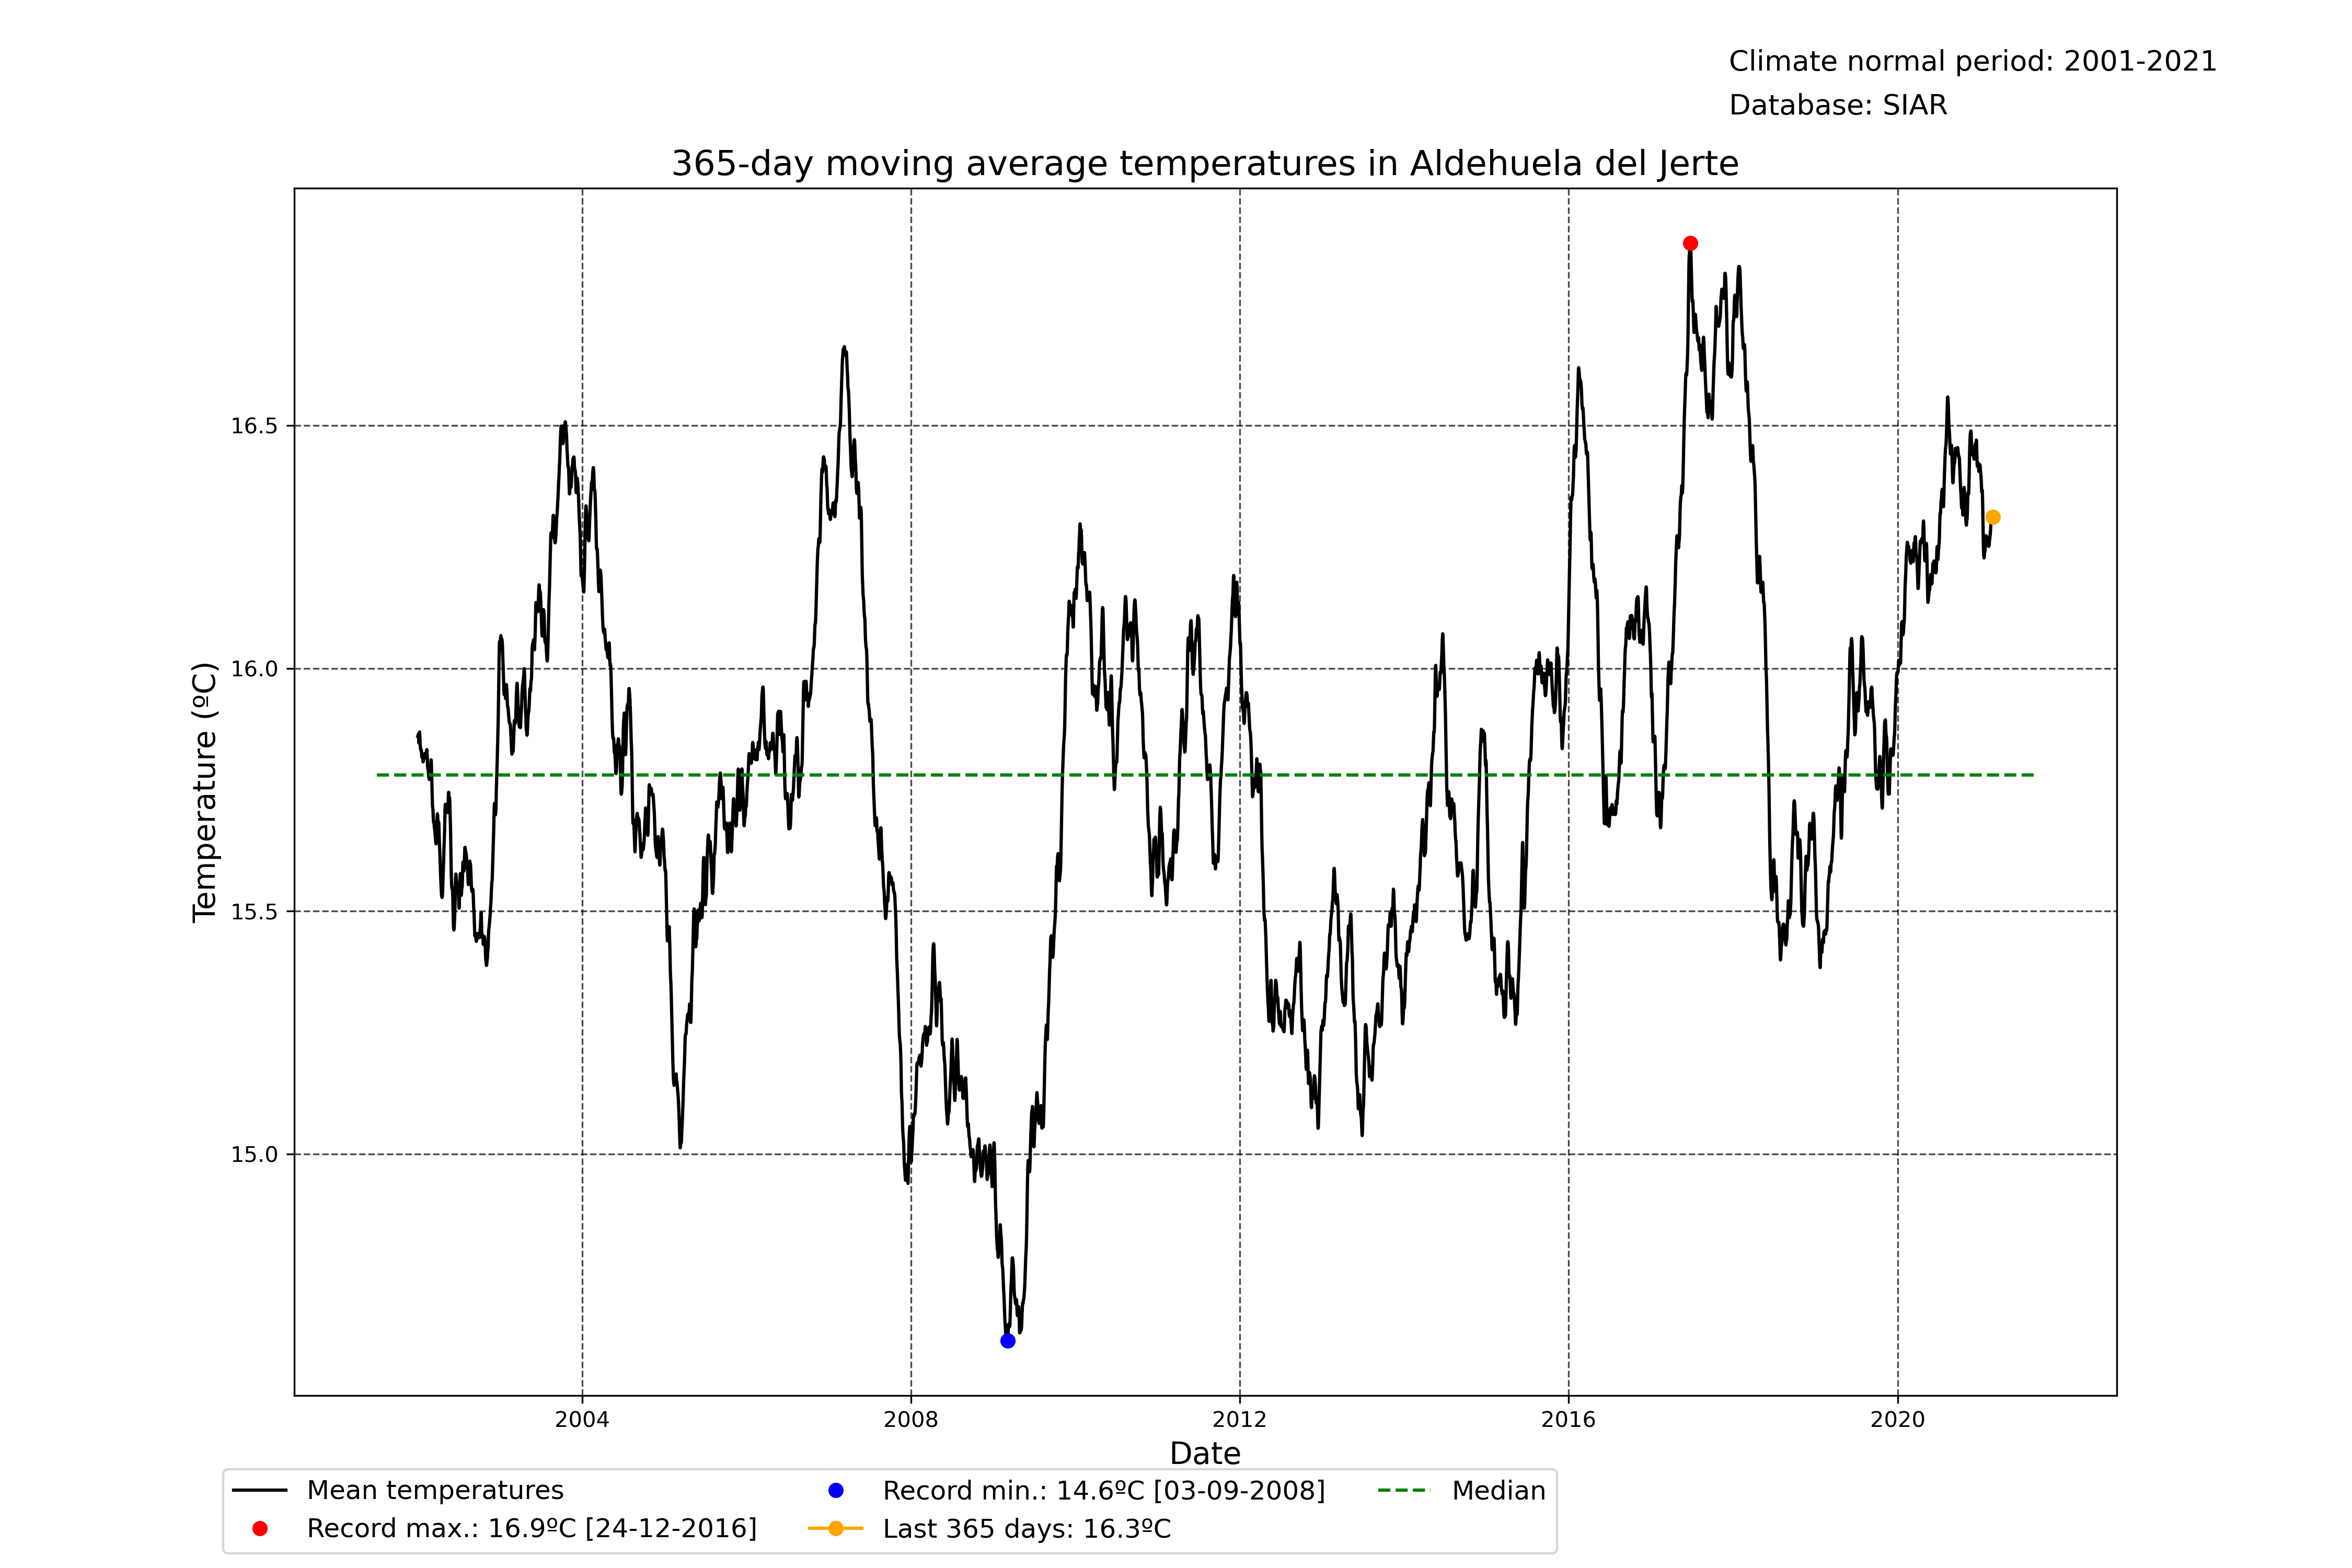 Climate normal period: 2001-2021
Database: SIAR
365-day moving average temperatures in Aldehuela del Jerte
Temperature (ºC)
16.5
16.0
15.5
15.0
2004
2008
2012
2016
2020
Date
Mean temperatures
Record max.: 16.9ºC [24-12-2016]
Record min.: 14.6ºC [03-09-2008]
Last 365 days: 16.3ºC
Median